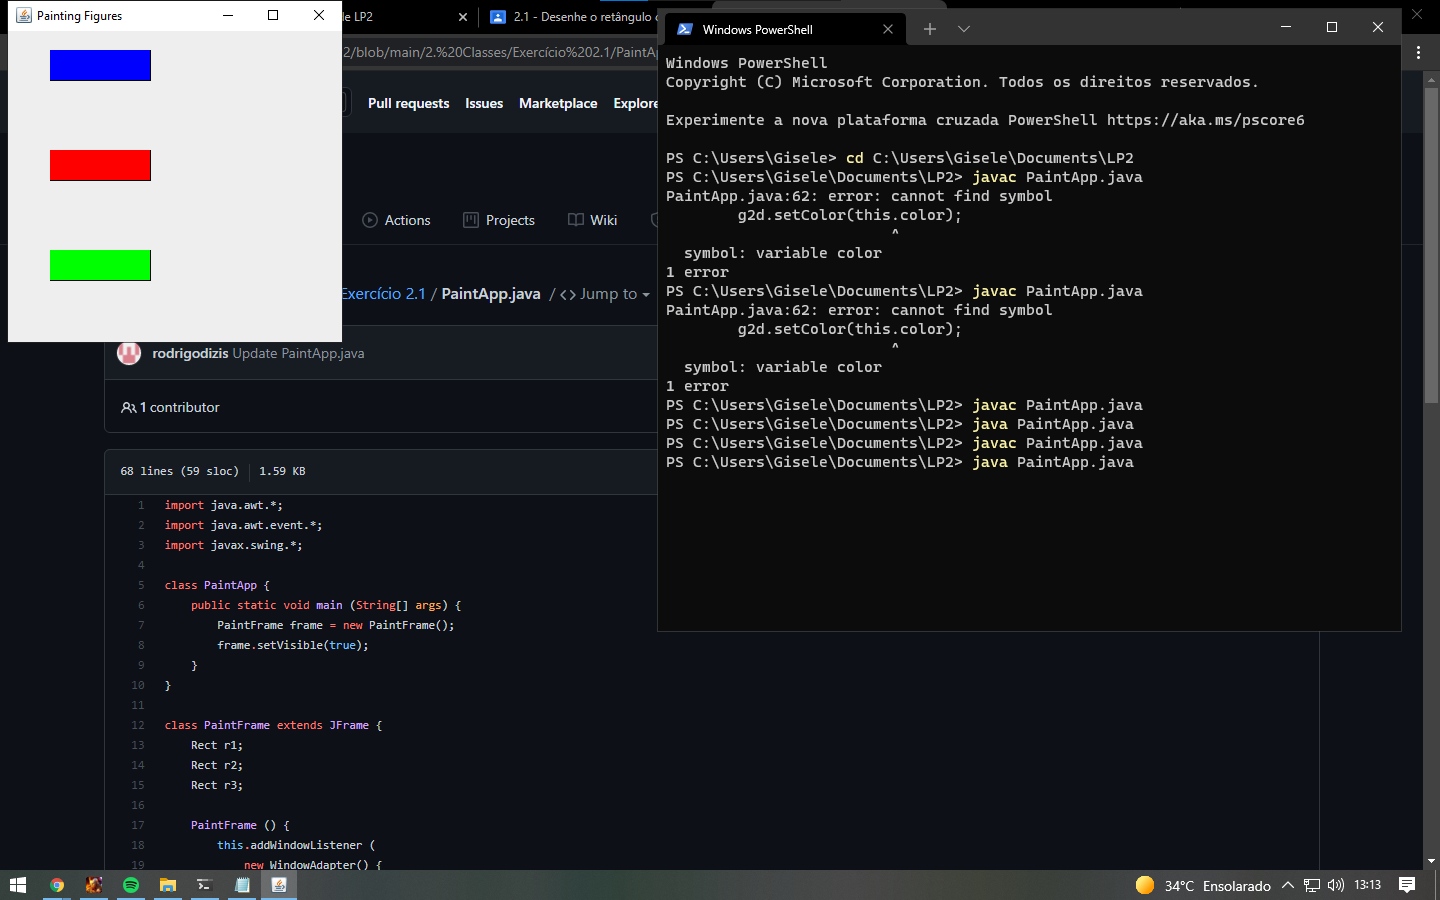 Painting Figures
de LP2
2.1 - Desenhe o retângulo
2/blob/main/2.%20Classes/Exercício%202.1/PaintAp
Pull requests Issues Marketplace Explore
Actions Projects Wiki
Exercício 2.1 / PaintApp.java / <> Jump to
rodrigodizis Update PaintApp.java
1 contributor
68 lines (59 sloc) 1.59 KB
1 import java.awt.*;
2 import java.awt.event.*;
3 import javax.swing.*;
4
5 class PaintApp {
6 public static void main (String[] args) {
7 PaintFrame frame = new PaintFrame();
8 frame.setVisible(true);
9 }
10 }
11
12 class PaintFrame extends JFrame {
13 Rect r1;
14 Rect r2;
15 Rect r3;
16
17 PaintFrame () {
18 this.addWindowListener (
19 new WindowAdapter() {
Windows PowerShell
Windows PowerShell
Copyright (C) Microsoft Corporation. Todos os direitos reservados.
Experimente a nova plataforma cruzada PowerShell https://aka.ms/pscore6
PS C:\Users\Gisele> cd C:\Users\Gisele\Documents\LP2
PS C:\Users\Gisele\Documents\LP2> javac PaintApp.java
PaintApp.java:62: error: cannot find symbol
g2d.setColor(this.color);
^
symbol: variable color
1 error
PS C:\Users\Gisele\Documents\LP2> javac PaintApp.java
PaintApp.java:62: error: cannot find symbol
g2d.setColor(this.color);
^
symbol: variable color
1 error
PS C:\Users\Gisele\Documents\LP2> javac PaintApp.java
PS C:\Users\Gisele\Documents\LP2> java PaintApp.java
PS C:\Users\Gisele\Documents\LP2> javac PaintApp.java
PS C:\Users\Gisele\Documents\LP2> java PaintApp.java
34°C Ensolarado 13:13